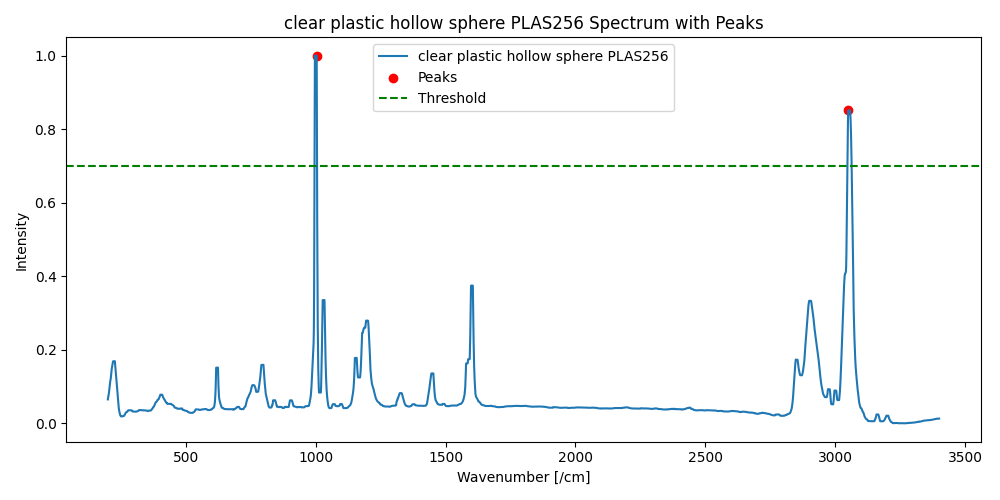 clear plastic hollow sphere PLAS256 Spectrum with Peaks
clear plastic hollow sphere PLAS256
Peaks
Threshold
Intensity
1.0
0.8
0.6
0.4
0.2
0.0
500 1000 1500 2000 2500 3000 3500
Wavenumber [/cm]